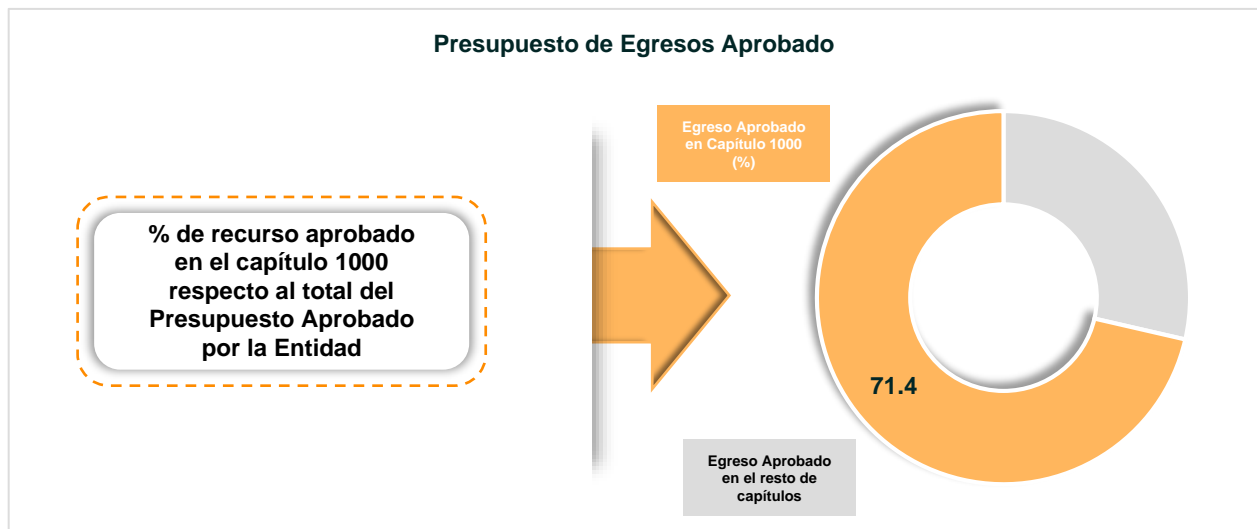 Presupuesto de Egresos Aprobado
% de recurso aprobado
en el capítulo 1000
respecto al total del
Presupuesto Aprobado
por la Entidad
Egreso Aprobado
en Capítulo 1000
(%)
71.4
Egreso Aprobado
en el resto de
capítulos